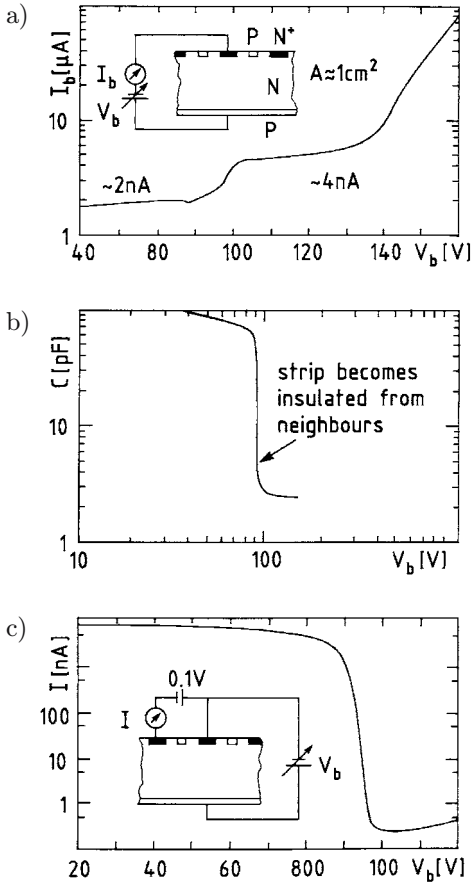 a)
I_b[μA]
10
1
I_b
V_b
P N⁺
N
P
A≈1cm²
~2nA
~4nA
40 60 80 100 120 140 V_b[V]
b)
C[pF]
10
1
strip becomes
insulated from
neighbours
10 100 V_b[V]
c)
I[nA]
100
10
1
0.1V
I
V_b
20 40 60 800 100 V_b[V]